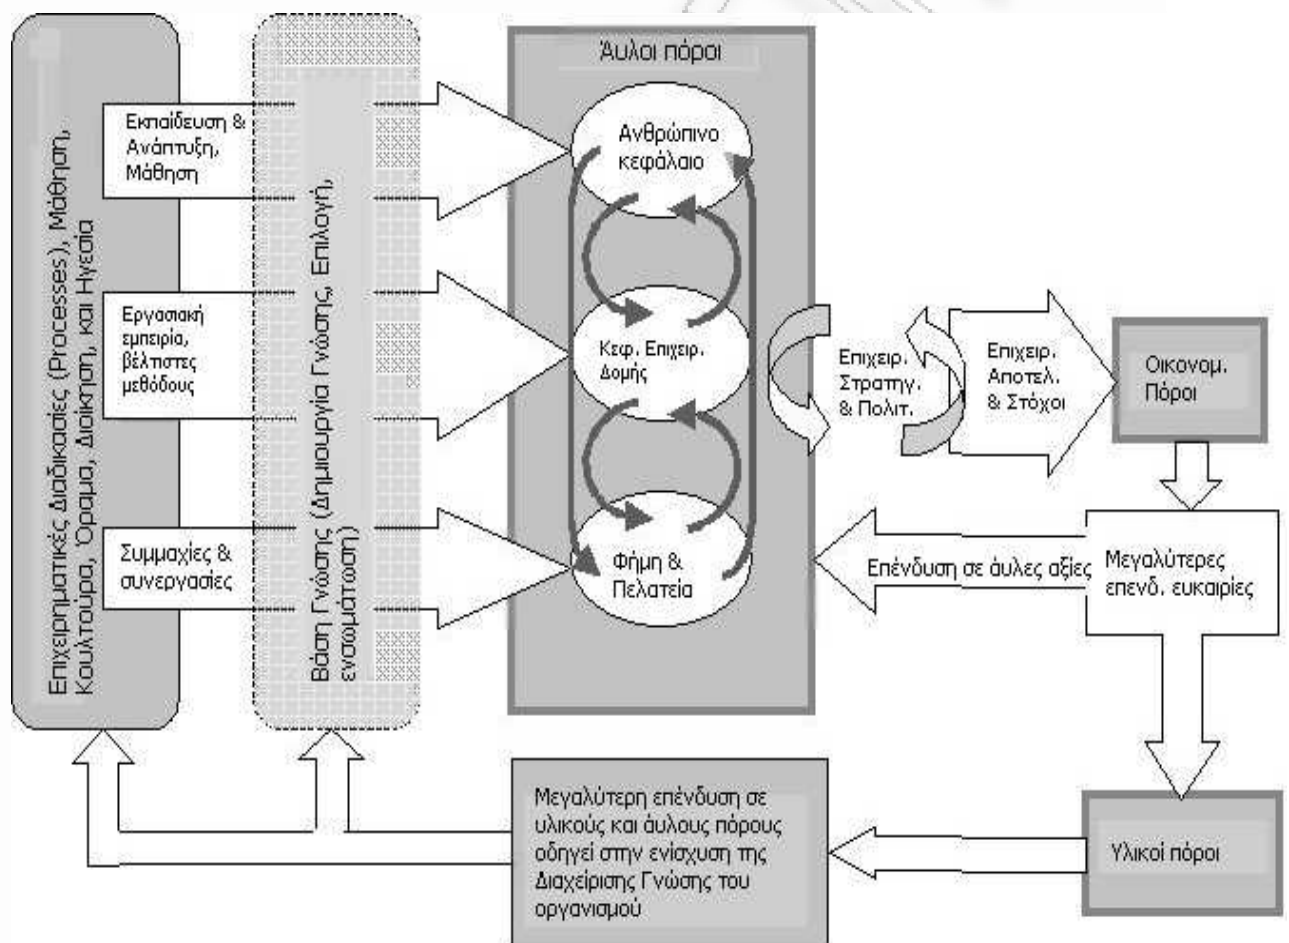 Επιχειρηματικές Διαδικασίες (Processes), Μάθηση,
Κουλτούρα, Όραμα, Διοίκηση, και Ηγεσία
Εκπαίδευση &
Ανάπτυξη,
Μάθηση
Εργασιακή
εμπειρία,
βέλτιστες
μεθόδους
Συμμαχίες &
συνεργασίες
Βάση Γνώσης (Δημιουργία Γνώσης, Επιλογή,
ενσωμάτωση)
Άυλοι πόροι
Ανθρώπινο
κεφάλαιο
Κεφ. Επιχειρ.
Δομής
Φήμη &
Πελατεία
Επιχειρ.
Στρατηγ.
& Πολιτ.
Επιχειρ.
Αποτελ.
& Στόχοι
Οικονομ.
Πόροι
Επένδυση σε άυλες αξίες
Μεγαλύτερες
επενδ. ευκαιρίες
Μεγαλύτερη επένδυση σε
υλικούς και άυλους πόρους
οδηγεί στην ενίσχυση της
Διαχείρισης Γνώσης του
οργανισμού
Υλικοί πόροι